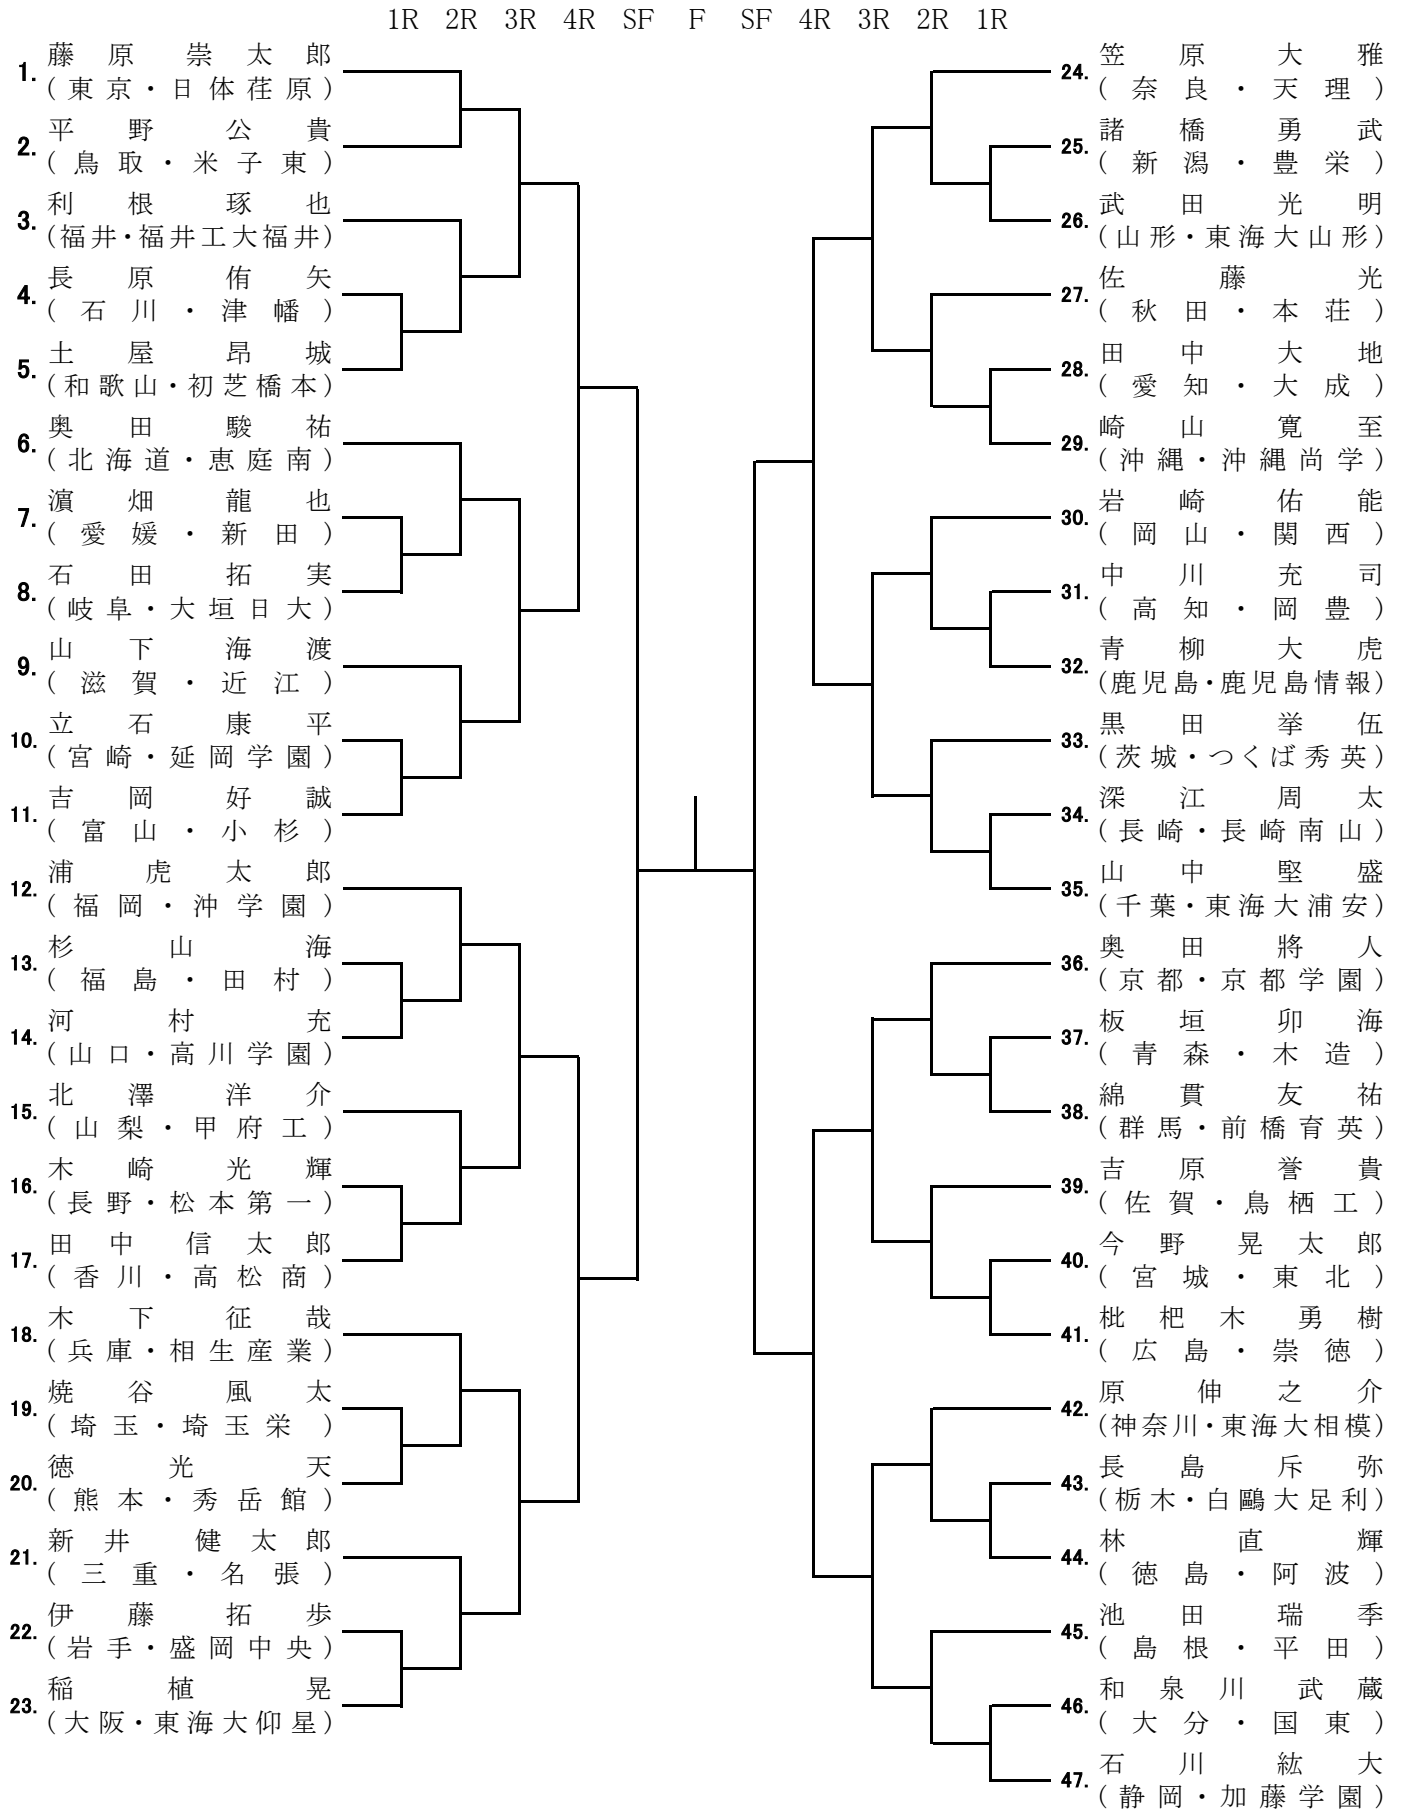 1R 2R 3R 4R SF F SF 4R 3R 2R 1R
1. 藤原 崇太郎
(東京・日体荏原)
2. 平野 公貴
(鳥取・米子東)
3. 利根 琢也
(福井・福井工大福井)
4. 長原 侑矢
(石川・津幡)
5. 土屋 昂城
(和歌山・初芝橋本)
6. 奥田 駿祐
(北海道・恵庭南)
7. 濵畑 龍也
(愛媛・新田)
8. 石田 拓実
(岐阜・大垣日大)
9. 山下 海渡
(滋賀・近江)
10. 立石 康平
(宮崎・延岡学園)
11. 吉岡 好誠
(富山・小杉)
12. 浦 虎太郎
(福岡・沖学園)
13. 杉山 海
(福島・田村)
14. 河村 充
(山口・高川学園)
15. 北澤 洋介
(山梨・甲府工)
16. 木崎 光輝
(長野・松本第一)
17. 田中 信太郎
(香川・高松商)
18. 木下 征哉
(兵庫・相生産業)
19. 焼谷 風太
(埼玉・埼玉栄)
20. 徳光 天
(熊本・秀岳館)
21. 新井 健太郎
(三重・名張)
22. 伊藤 拓歩
(岩手・盛岡中央)
23. 稲植 晃
(大阪・東海大仰星)
24. 笠原 大雅
(奈良・天理)
25. 諸橋 勇武
(新潟・豊栄)
26. 武田 光明
(山形・東海大山形)
27. 佐藤 光
(秋田・本荘)
28. 田中 大地
(愛知・大成)
29. 崎山 寛至
(沖縄・沖縄尚学)
30. 岩崎 佑能
(岡山・関西)
31. 中川 充司
(高知・岡豊)
32. 青柳 大虎
(鹿児島・鹿児島情報)
33. 黒田 挙伍
(茨城・つくば秀英)
34. 深江 周太
(長崎・長崎南山)
35. 山中 堅盛
(千葉・東海大浦安)
36. 奥田 將人
(京都・京都学園)
37. 板垣 卯海
(青森・木造)
38. 綿貫 友祐
(群馬・前橋育英)
39. 吉原 誉貴
(佐賀・鳥栖工)
40. 今野 晃太郎
(宮城・東北)
41. 枇杷木 勇樹
(広島・崇徳)
42. 原 伸之介
(神奈川・東海大相模)
43. 長島 斥弥
(栃木・白鷗大足利)
44. 林 直輝
(徳島・阿波)
45. 池田 瑞季
(島根・平田)
46. 和泉川 武蔵
(大分・国東)
47. 石川 紘大
(静岡・加藤学園)